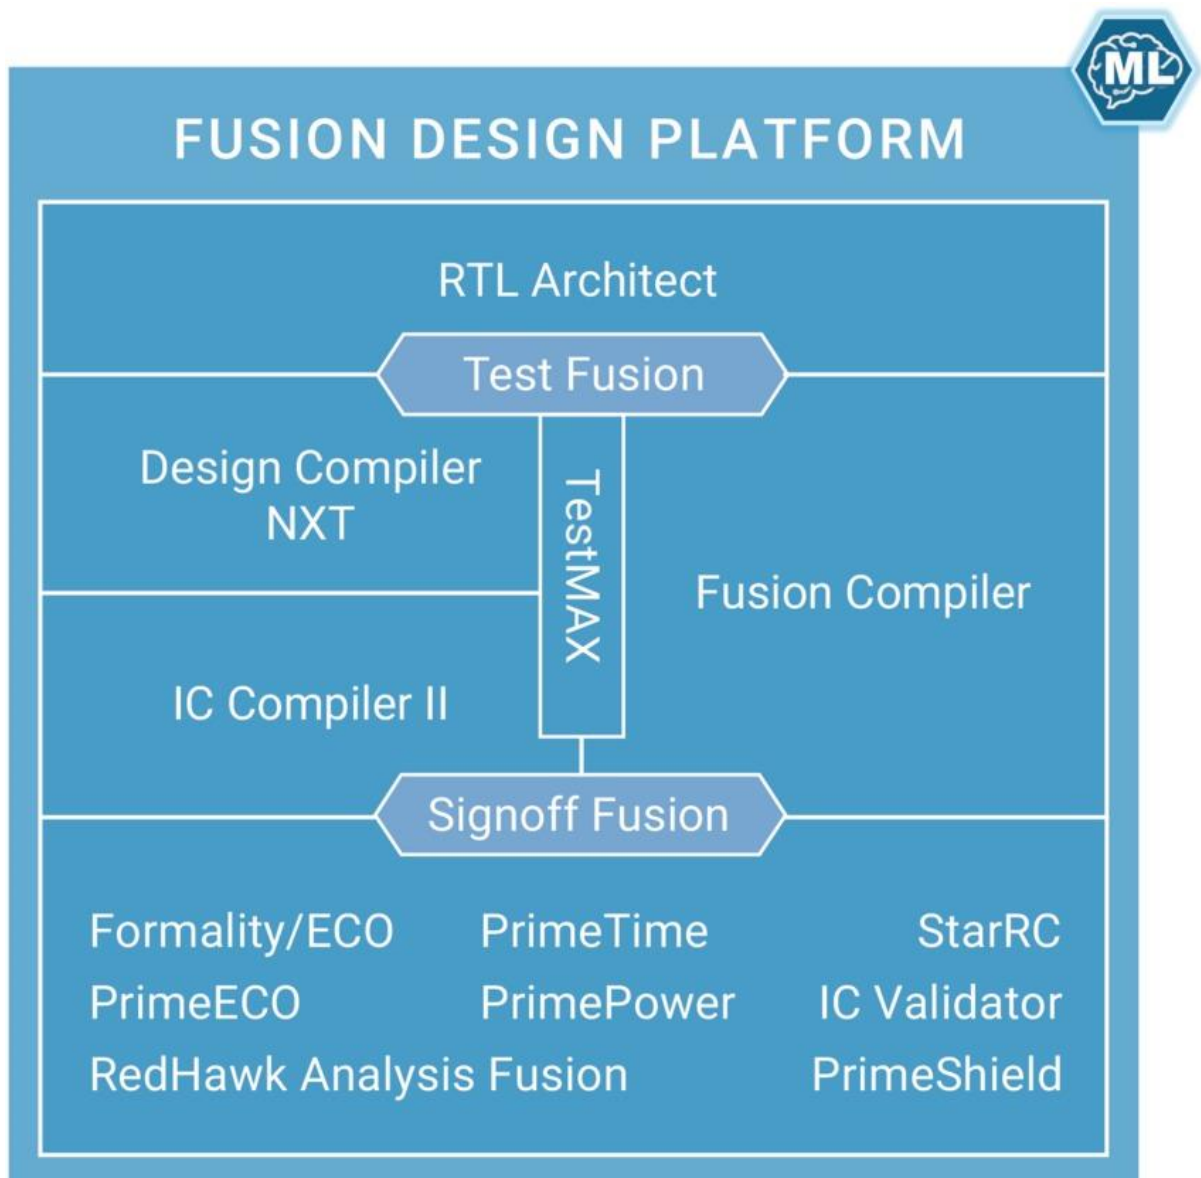 ML
FUSION DESIGN PLATFORM
RTL Architect
Test Fusion
Design Compiler
NXT
TestMAX
Fusion Compiler
IC Compiler II
Signoff Fusion
Formality/ECO PrimeTime StarRC
PrimeECO PrimePower IC Validator
RedHawk Analysis Fusion PrimeShield